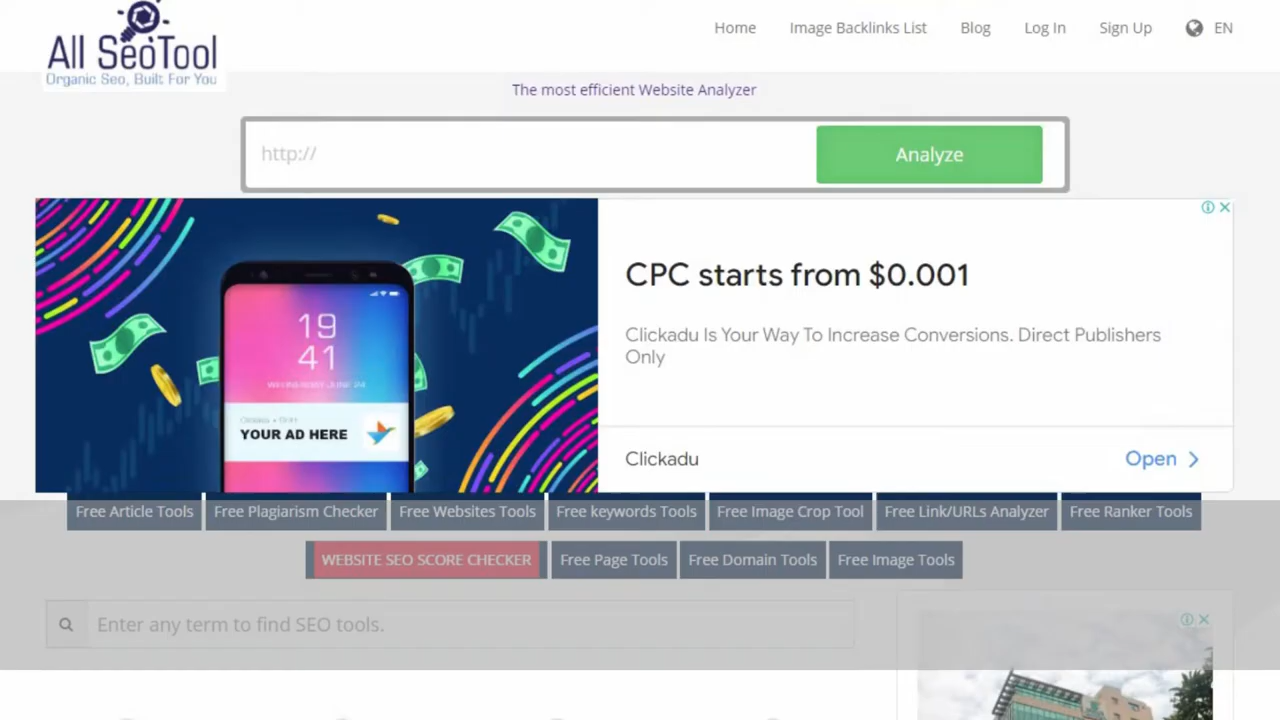 All SeoTool
Organic Seo, Built For You
Home
Image Backlinks List
Blog
Log In
Sign Up
EN
The most efficient Website Analyzer
http://
Analyze
19
41
WEDNESDAY, JUNE 24
YOUR AD HERE
CPC starts from $0.001
Clickadu Is Your Way To Increase Conversions. Direct Publishers
Only
Clickadu
Open
Free Article Tools
Free Plagiarism Checker
Free Websites Tools
Free keywords Tools
Free Image Crop Tool
Free Link/URLs Analyzer
Free Ranker Tools
WEBSITE SEO SCORE CHECKER
Free Page Tools
Free Domain Tools
Free Image Tools
Enter any term to find SEO tools.